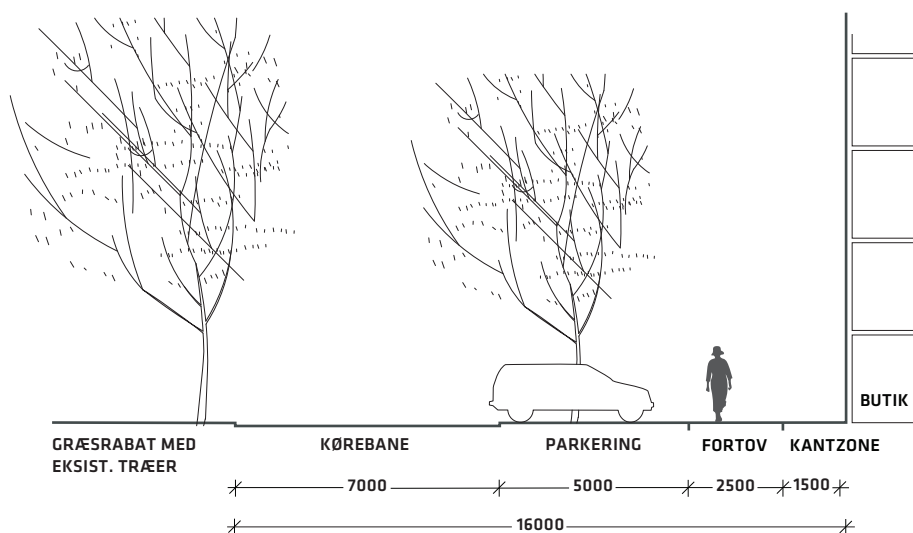 BUTIK
GRÆSRABAT MED
EKSIST. TRÆER
KØREBANE
PARKERING
FORTOV
KANTZONE
7000
5000
2500
1500
16000